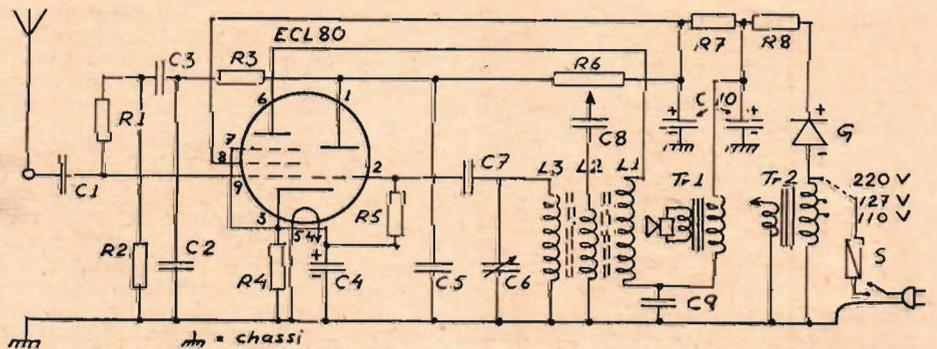 ECL80
R7
R8
C3
R3
R6
6
1
C 10
+
+
+
R1
C8
G
7
8
9
2
C7
L3
L2
L1
-
C1
Tr1
Tr2
220 V
127 V
110 V
3
5
4
R5
R2
C2
R4
+
-
C4
C5
C6
S
C9
= chassi